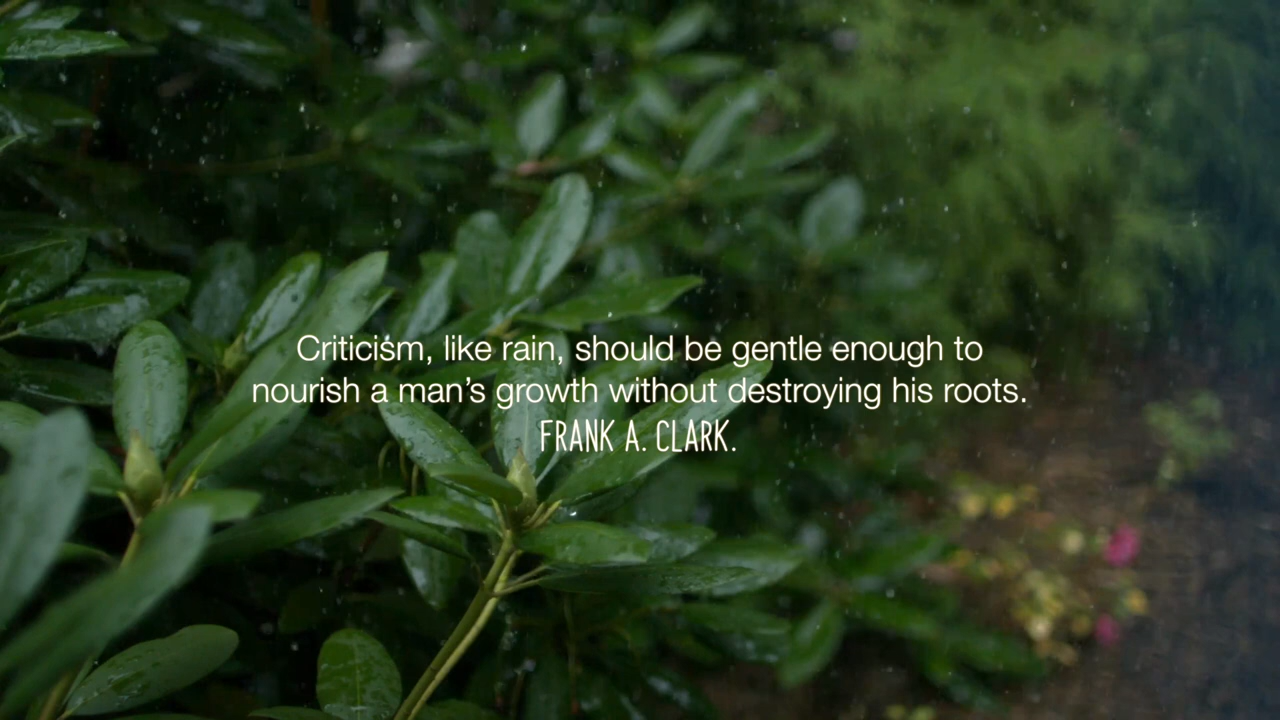 Criticism, like rain, should be gentle enough to
nourish a man’s growth without destroying his roots.
FRANK A. CLARK.